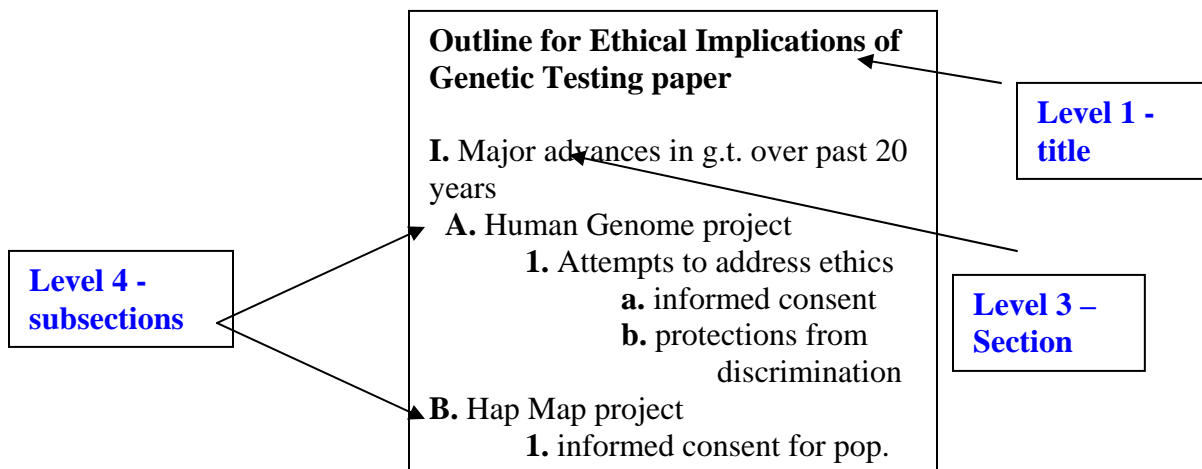 Outline for Ethical Implications of
Genetic Testing paper
Level 1 -
title
I. Major advances in g.t. over past 20
years
A. Human Genome project
1. Attempts to address ethics
a. informed consent
b. protections from
discrimination
Level 4 -
subsections
Level 3 –
Section
B. Hap Map project
1. informed consent for pop.